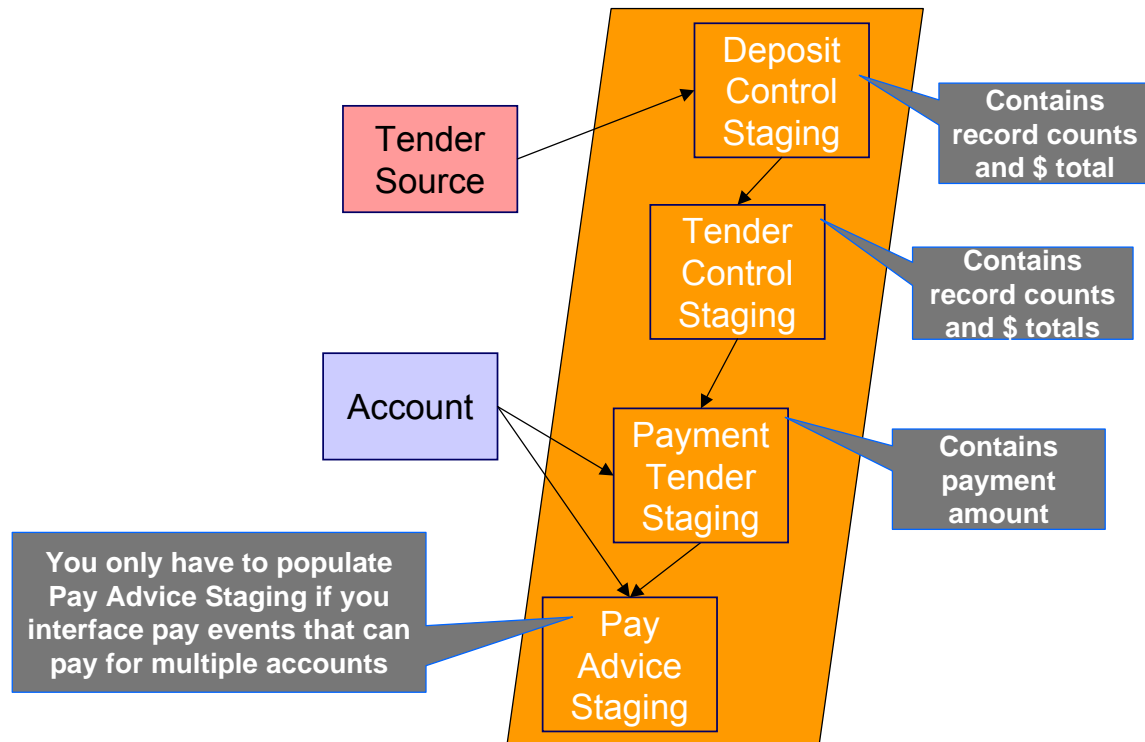 Deposit
Control
Staging
Contains
record counts
and $ total
Tender
Source
Tender
Control
Staging
Contains
record counts
and $ totals
Account
Payment
Tender
Staging
Contains
payment
amount
You only have to populate
Pay Advice Staging if you
interface pay events that can
pay for multiple accounts
Pay
Advice
Staging